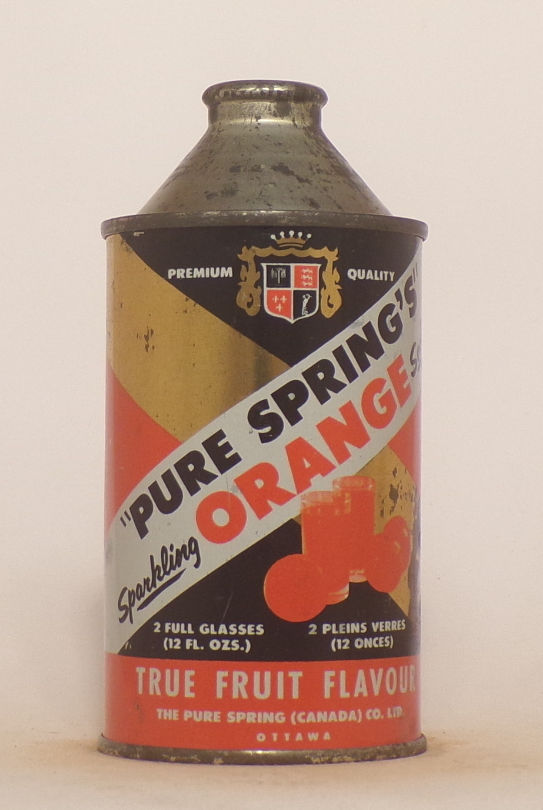 PREMIUM QUALITY
"PURE SPRING'S"
Sparkling ORANGE
2 FULL GLASSES
(12 FL. OZS.)
2 PLEINS VERRES
(12 ONCES)
TRUE FRUIT FLAVOUR
THE PURE SPRING (CANADA) CO. LTD.
OTTAWA